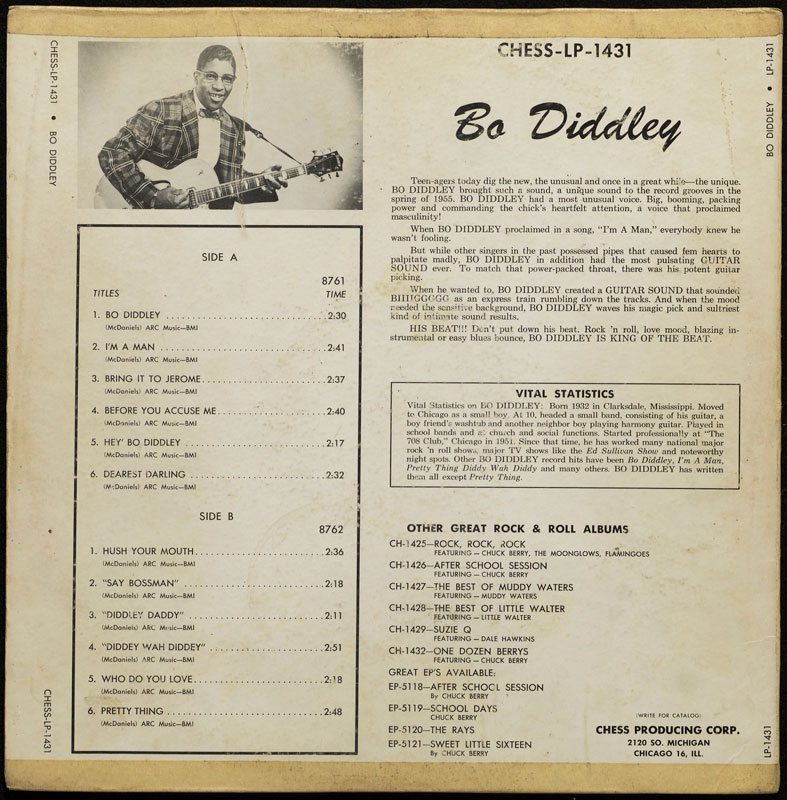 CHESS-LP-1431 • BO DIDDLEY
CHESS-LP-1431
BO DIDDLEY • LP-1431
LP-1431
CHESS-LP-1431
Bo Diddley
Teen-agers today dig the new, the unusual and once in a great while—the unique.
BO DIDDLEY brought such a sound, a unique sound to the record grooves in the
spring of 1955. BO DIDDLEY had a most unusual voice. Big, booming, packing
power and commanding the chick's heartfelt attention, a voice that proclaimed
masculinity!
When BO DIDDLEY proclaimed in a song, "I'm A Man," everybody knew he
wasn't fooling.
But while other singers in the past possessed pipes that caused fem hearts to
palpitate madly, BO DIDDLEY in addition had the most pulsating GUITAR
SOUND ever. To match that power-packed throat, there was his potent guitar
picking.
When he wanted to, BO DIDDLEY created a GUITAR SOUND that sounded
BIIIGGGGG as an express train rumbling down the tracks. And when the mood
needed the sensitive background, BO DIDDLEY waves his magic pick and sultriest
kind of intimate sound results.
HIS BEAT!!! Don't put down his beat. Rock 'n roll, love mood, blazing in-
strumental or easy blues bounce, BO DIDDLEY IS KING OF THE BEAT.
SIDE A
8761
TITLES TIME
1. BO DIDDLEY ........ 2:30
(McDaniels) ARC Music—BMI
2. I'M A MAN ........ 2:41
(McDaniels) ARC Music—BMI
3. BRING IT TO JEROME ........ 2:37
(McDaniels) ARC Music—BMI
4. BEFORE YOU ACCUSE ME ........ 2:40
(McDaniels) ARC Music—BMI
5. HEY' BO DIDDLEY ........ 2:17
(McDaniels) ARC Music—BMI
6. DEAREST DARLING ........ 2:32
(McDaniels) ARC Music—BMI
SIDE B
8762
1. HUSH YOUR MOUTH ........ 2:36
(McDaniels) ARC Music—BMI
2. "SAY BOSSMAN" ........ 2:18
(McDaniels) ARC Music—BMI
3. "DIDDLEY DADDY" ........ 2:11
(McDaniels) ARC Music—BMI
4. "DIDDEY WAH DIDDEY" ........ 2:51
(McDaniels) ARC Music—BMI
5. WHO DO YOU LOVE ........ 2:18
(McDaniels) ARC Music—BMI
6. PRETTY THING ........ 2:48
(McDaniels) ARC Music—BMI
VITAL STATISTICS
Vital Statistics on BO DIDDLEY: Born 1932 in Clarksdale, Mississippi. Moved
to Chicago as a small boy. At 10, headed a small band, consisting of his guitar, a
boy friend's washtub and another neighbor boy playing harmony guitar. Played in
school bands and at church and social functions. Started professionally at "The
708 Club," Chicago in 1951. Since that time, he has worked many national major
rock 'n roll shows, major TV shows like the Ed Sullivan Show and noteworthy
night spots. Other BO DIDDLEY record hits have been Bo Diddley, I'm A Man,
Pretty Thing Diddy Wah Diddy and many others. BO DIDDLEY has written
them all except Pretty Thing.
OTHER GREAT ROCK & ROLL ALBUMS
CH-1425—ROCK, ROCK, ROCK
FEATURING — CHUCK BERRY, THE MOONGLOWS, FLAMINGOES
CH-1426—AFTER SCHOOL SESSION
FEATURING — CHUCK BERRY
CH-1427—THE BEST OF MUDDY WATERS
FEATURING — MUDDY WATERS
CH-1428—THE BEST OF LITTLE WALTER
FEATURING — LITTLE WALTER
CH-1429—SUZIE Q
FEATURING — DALE HAWKINS
CH-1432—ONE DOZEN BERRYS
FEATURING — CHUCK BERRY
GREAT EP'S AVAILABLE:
EP-5118—AFTER SCHOOL SESSION
By CHUCK BERRY
EP-5119—SCHOOL DAYS
CHUCK BERRY
EP-5120—THE RAYS
EP-5121—SWEET LITTLE SIXTEEN
By CHUCK BERRY
(WRITE FOR CATALOG)
CHESS PRODUCING CORP.
2120 SO. MICHIGAN
CHICAGO 16, ILL.